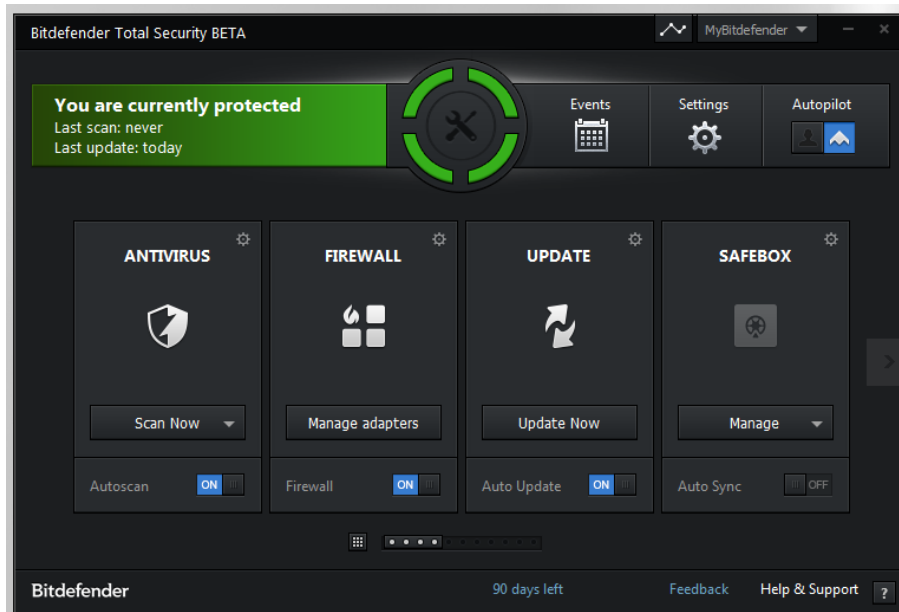 Bitdefender Total Security BETA
MyBitdefender
You are currently protected
Last scan: never
Last update: today
Events
Settings
Autopilot
ANTIVIRUS
FIREWALL
UPDATE
SAFEBOX
Scan Now
Manage adapters
Update Now
Manage
Autoscan
ON
Firewall
ON
Auto Update
ON
Auto Sync
OFF
Bitdefender
90 days left
Feedback
Help & Support
?